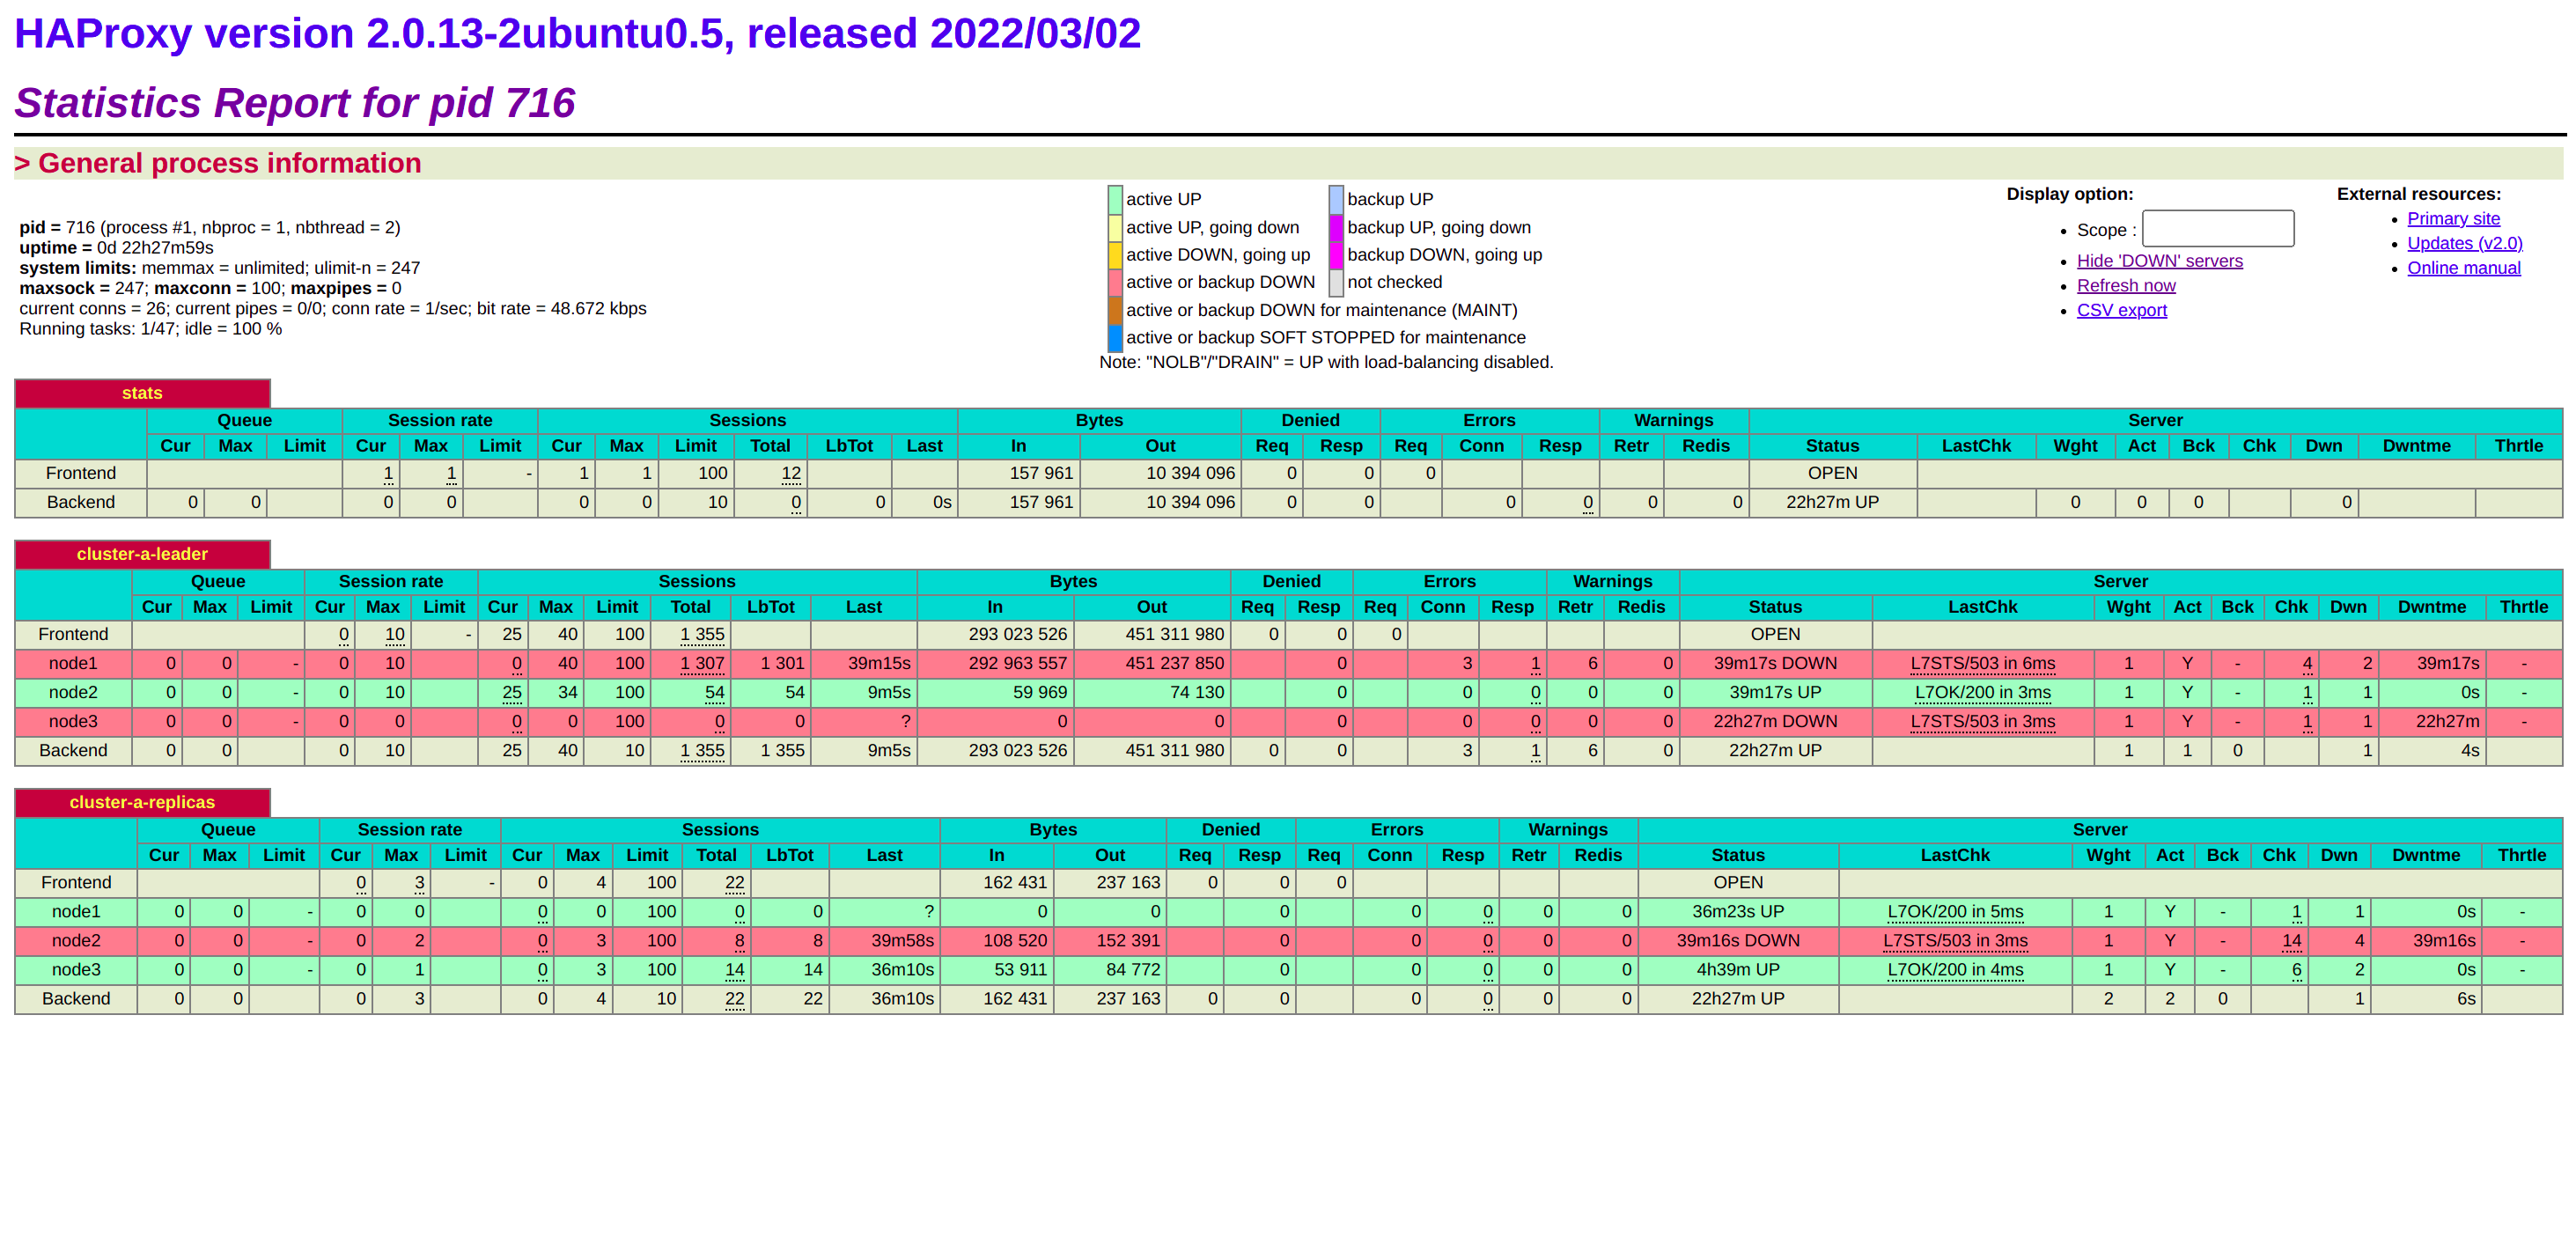 HAProxy version 2.0.13-2ubuntu0.5, released 2022/03/02
Statistics Report for pid 716
> General process information
pid = 716 (process #1, nbproc = 1, nbthread = 2)
uptime = 0d 22h27m59s
system limits: memmax = unlimited; ulimit-n = 247
maxsock = 247; maxconn = 100; maxpipes = 0
current conns = 26; current pipes = 0/0; conn rate = 1/sec; bit rate = 48.672 kbps
Running tasks: 1/47; idle = 100 %
active UP backup UP
active UP, going down backup UP, going down
active DOWN, going up backup DOWN, going up
active or backup DOWN not checked
active or backup DOWN for maintenance (MAINT)
active or backup SOFT STOPPED for maintenance
Note: "NOLB"/"DRAIN" = UP with load-balancing disabled.
Display option:
• Scope :
• Hide 'DOWN' servers
• Refresh now
• CSV export
External resources:
• Primary site
• Updates (v2.0)
• Online manual
stats
Queue Session rate Sessions Bytes Denied Errors Warnings Server
Cur Max Limit Cur Max Limit Cur Max Limit Total LbTot Last In Out Req Resp Req Conn Resp Retr Redis Status LastChk Wght Act Bck Chk Dwn Dwntme Thrtle
Frontend 1 1 - 1 1 100 12 157 961 10 394 096 0 0 0 OPEN
Backend 0 0 0 0 0 0 10 0 0 0s 157 961 10 394 096 0 0 0 0 0 0 22h27m UP 0 0 0 0
cluster-a-leader
Queue Session rate Sessions Bytes Denied Errors Warnings Server
Cur Max Limit Cur Max Limit Cur Max Limit Total LbTot Last In Out Req Resp Req Conn Resp Retr Redis Status LastChk Wght Act Bck Chk Dwn Dwntme Thrtle
Frontend 0 10 - 25 40 100 1 355 293 023 526 451 311 980 0 0 0 OPEN
node1 0 0 - 0 10 0 40 100 1 307 1 301 39m15s 292 963 557 451 237 850 0 3 1 6 0 39m17s DOWN L7STS/503 in 6ms 1 Y - 4 2 39m17s -
node2 0 0 - 0 10 25 34 100 54 54 9m5s 59 969 74 130 0 0 0 0 0 39m17s UP L7OK/200 in 3ms 1 Y - 1 1 0s -
node3 0 0 - 0 0 0 0 100 0 0 ? 0 0 0 0 0 0 0 22h27m DOWN L7STS/503 in 3ms 1 Y - 1 1 22h27m -
Backend 0 0 0 10 25 40 10 1 355 1 355 9m5s 293 023 526 451 311 980 0 0 3 1 6 0 22h27m UP 1 1 0 1 4s
cluster-a-replicas
Queue Session rate Sessions Bytes Denied Errors Warnings Server
Cur Max Limit Cur Max Limit Cur Max Limit Total LbTot Last In Out Req Resp Req Conn Resp Retr Redis Status LastChk Wght Act Bck Chk Dwn Dwntme Thrtle
Frontend 0 3 - 0 4 100 22 162 431 237 163 0 0 0 OPEN
node1 0 0 - 0 0 0 0 100 0 0 ? 0 0 0 0 0 0 0 36m23s UP L7OK/200 in 5ms 1 Y - 1 1 0s -
node2 0 0 - 0 2 0 3 100 8 8 39m58s 108 520 152 391 0 0 0 0 0 39m16s DOWN L7STS/503 in 3ms 1 Y - 14 4 39m16s -
node3 0 0 - 0 1 0 3 100 14 14 36m10s 53 911 84 772 0 0 0 0 0 4h39m UP L7OK/200 in 4ms 1 Y - 6 2 0s -
Backend 0 0 0 3 0 4 10 22 22 36m10s 162 431 237 163 0 0 0 0 0 0 22h27m UP 2 2 0 1 6s